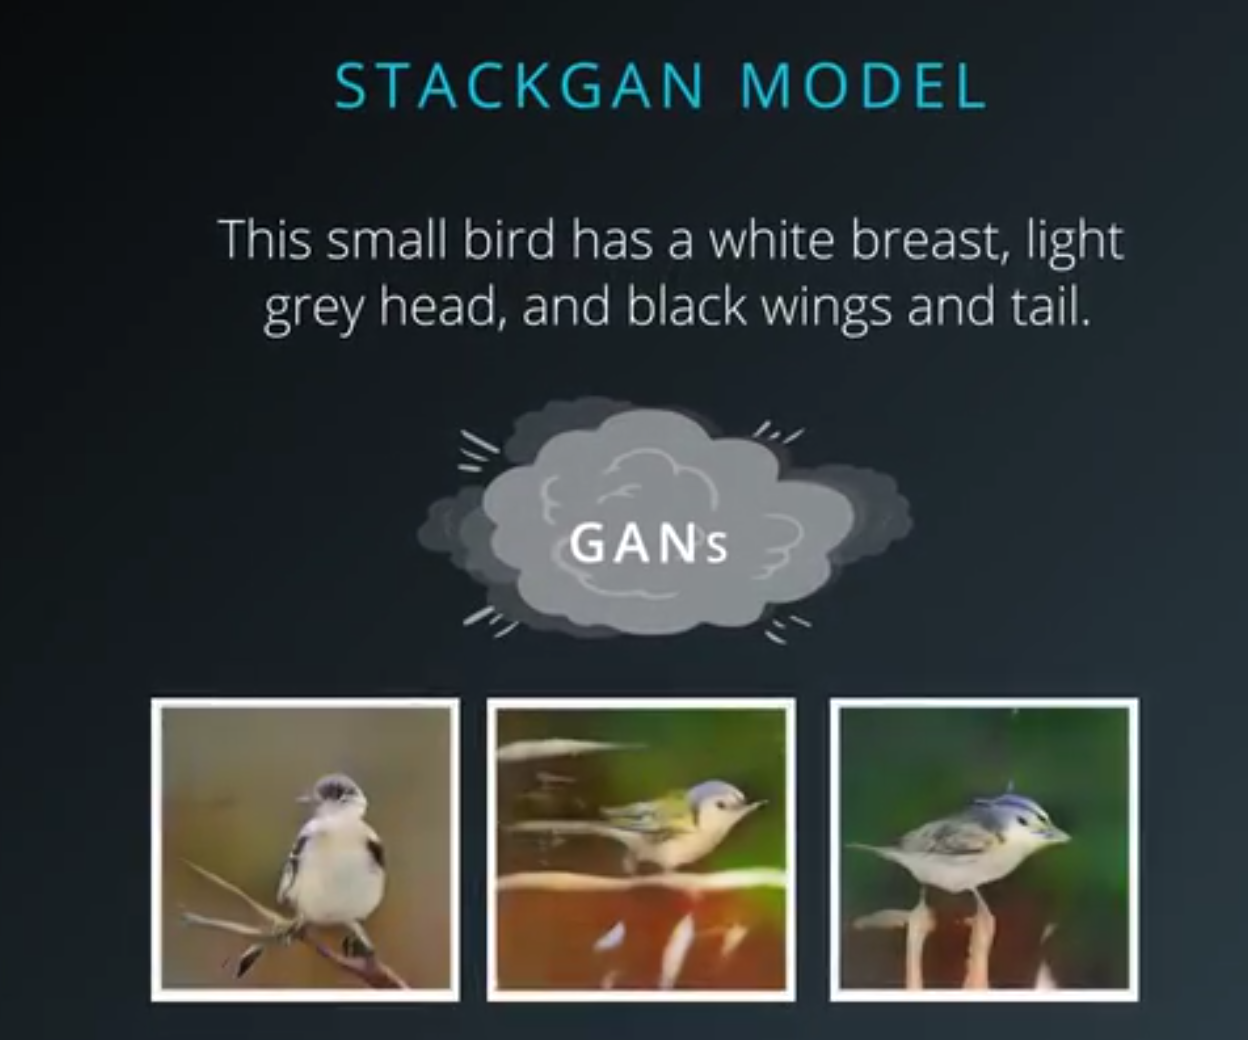 STACKGAN MODEL
This small bird has a white breast, light
grey head, and black wings and tail.
GANs